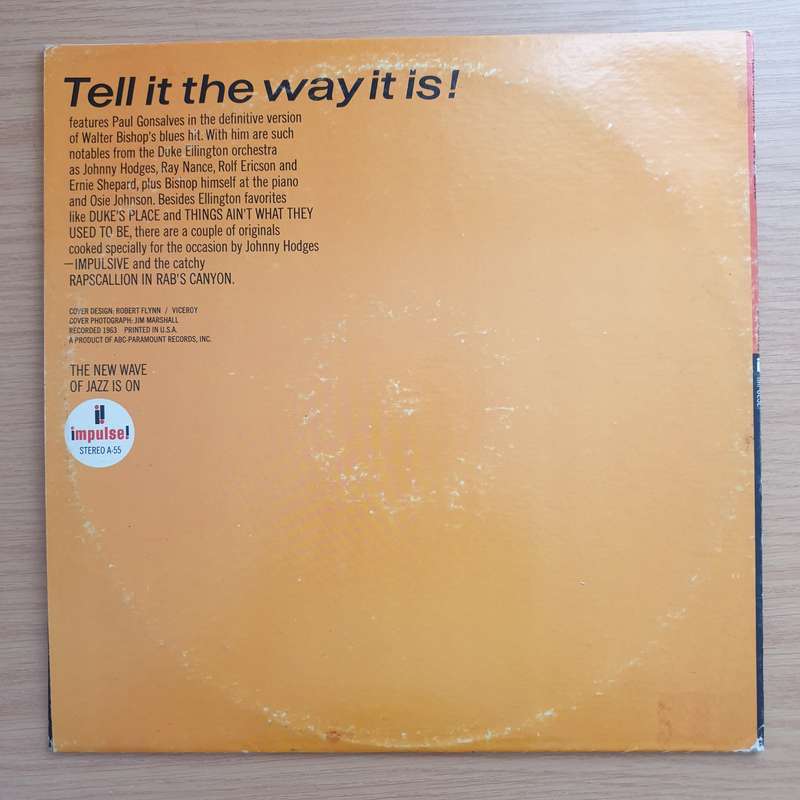 Tell it the way it is!
features Paul Gonsalves in the definitive version
of Walter Bishop's blues hit. With him are such
notables from the Duke Ellington orchestra
as Johnny Hodges, Ray Nance, Rolf Ericson and
Ernie Shepard, plus Bishop himself at the piano
and Osie Johnson. Besides Ellington favorites
like DUKE'S PLACE and THINGS AIN'T WHAT THEY
USED TO BE, there are a couple of originals
cooked specially for the occasion by Johnny Hodges
—IMPULSIVE and the catchy
RAPSCALLION IN RAB'S CANYON.
COVER DESIGN: ROBERT FLYNN / VICEROY
COVER PHOTOGRAPH: JIM MARSHALL
RECORDED 1963 PRINTED IN U.S.A.
A PRODUCT OF ABC-PARAMOUNT RECORDS, INC.
THE NEW WAVE
OF JAZZ IS ON
i!
impulse!
STEREO A-55